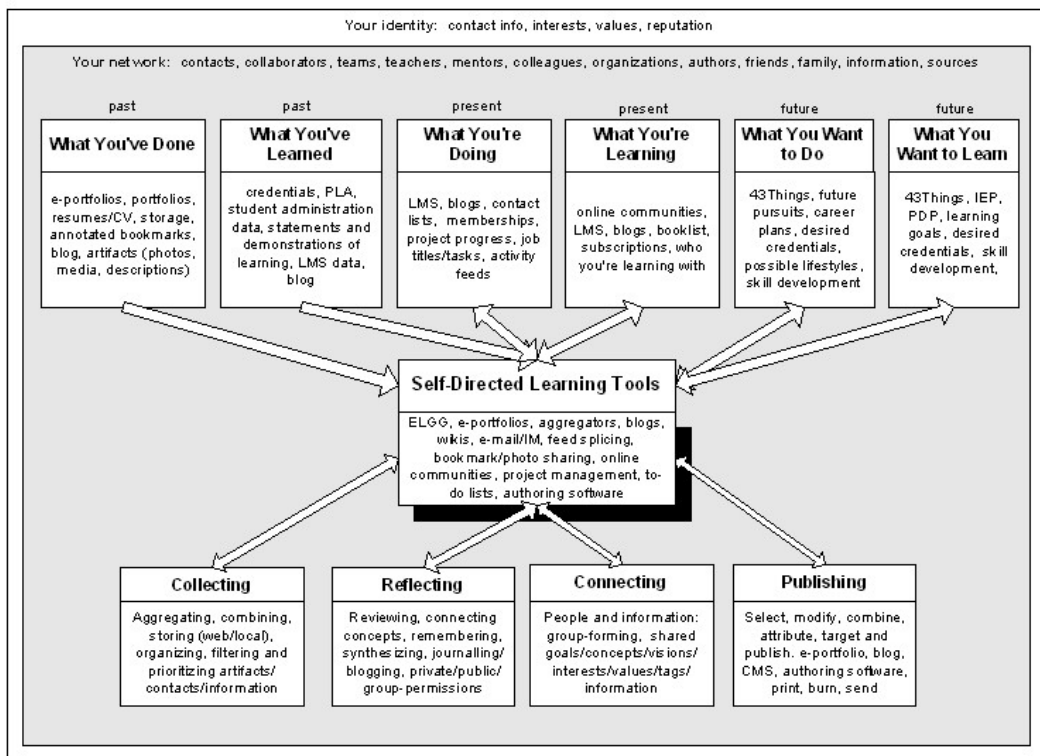 Your identity: contact info, interests, values, reputation
Your network: contacts, collaborators, teams, teachers, mentors, colleagues, organizations, authors, friends, family, information, sources
past
What You've Done
e-portfolios, portfolios,
resumes/CV, storage,
annotated bookmarks,
blog, artifacts (photos,
media, descriptions)
past
What You've
Learned
credentials, PLA,
student administration
data, statements and
demonstrations of
learning, LMS data,
blog
present
What You're
Doing
LMS, blogs, contact
lists, memberships,
project progress, job
titles/tasks, activity
feeds
present
What You're
Learning
online communities,
LMS, blogs, booklist,
subscriptions, who
you're learning with
future
What You Want
to Do
43Things, future
pursuits, career
plans, desired
credentials,
possible lifestyles,
skill development
future
What You
Want to Learn
43Things, IEP,
PDP, learning
goals, desired
credentials, skill
development,
Self-Directed Learning Tools
ELGG, e-portfolios, aggregators, blogs,
wikis, e-mail/IM, feed splicing,
bookmark/photo sharing, online
communities, project management, to-
do lists, authoring software
Collecting
Aggregating, combining,
storing (web/local),
organizing, filtering and
prioritizing artifacts/
contacts/information
Reflecting
Reviewing, connecting
concepts, remembering,
synthesizing, journalling/
blogging, private/public/
group-permissions
Connecting
People and information:
group-forming, shared
goals/concepts/visions/
interests/values/tags/
information
Publishing
Select, modify, combine,
attribute, target and
publish. e-portfolio, blog,
CMS, authoring software,
print, burn, send